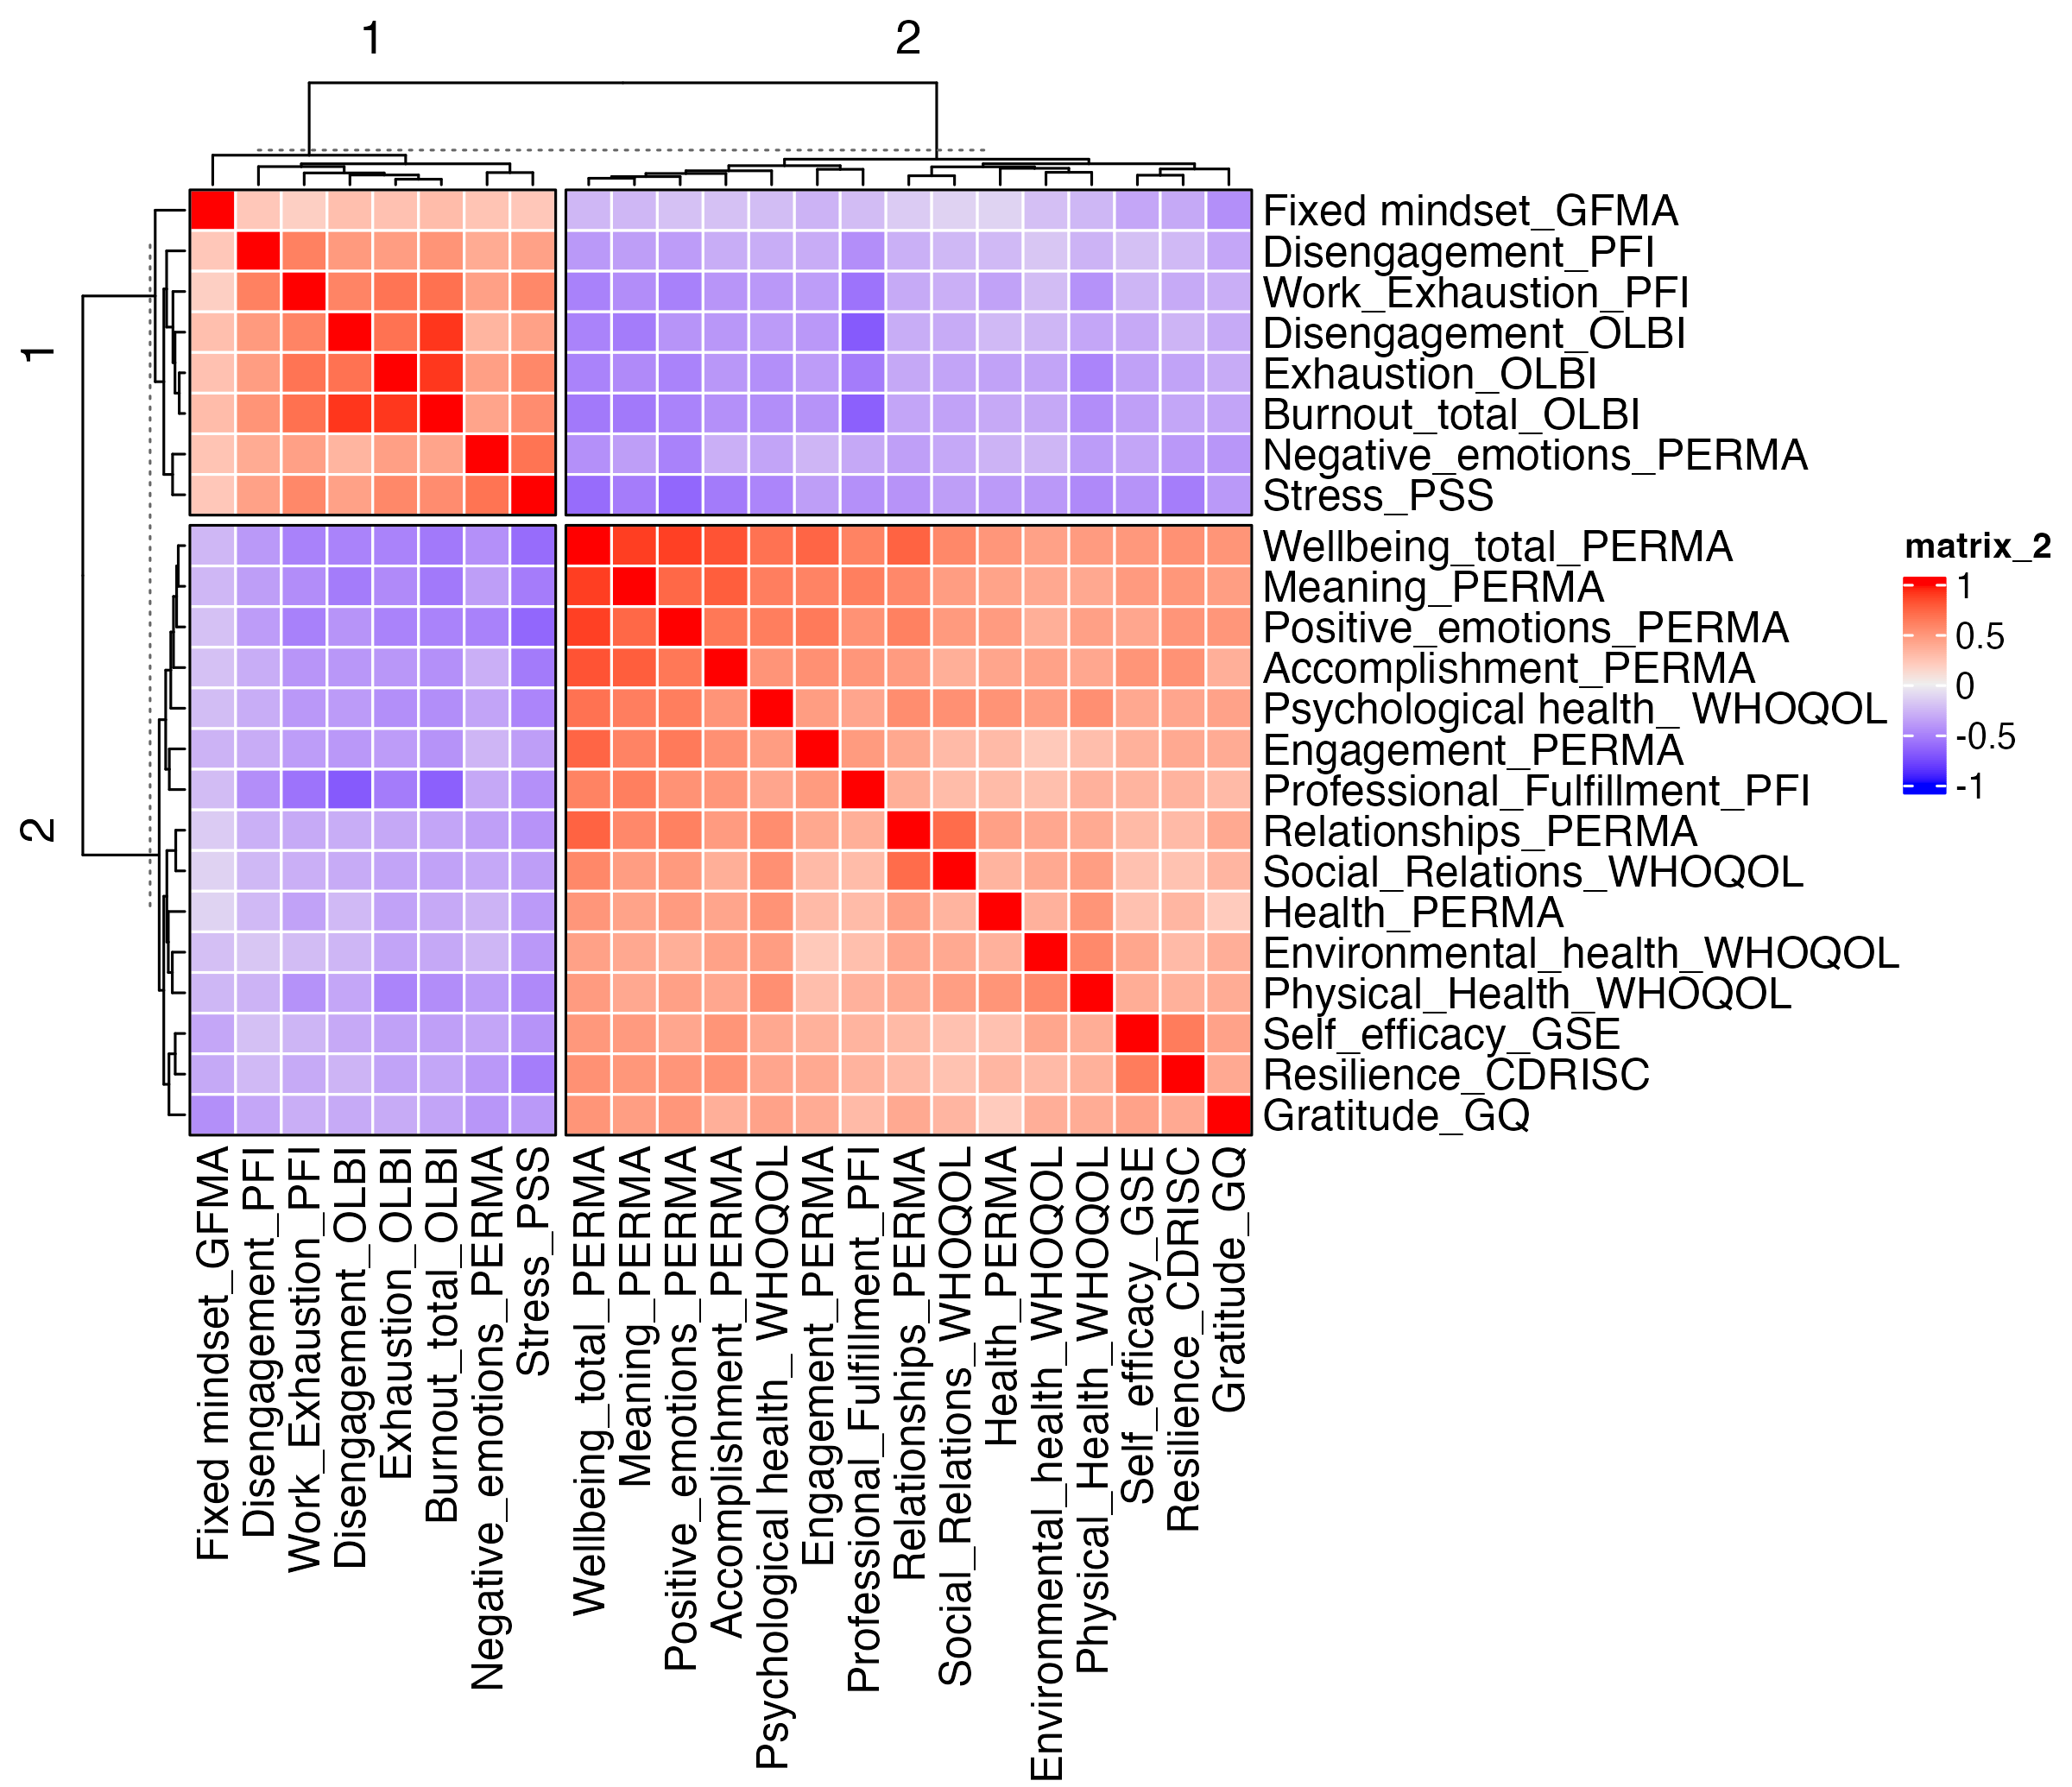 1
2
1
2
Fixed mindset_GFMA
Disengagement_PFI
Work_Exhaustion_PFI
Disengagement_OLBI
Exhaustion_OLBI
Burnout_total_OLBI
Negative_emotions_PERMA
Stress_PSS
Wellbeing_total_PERMA
Meaning_PERMA
Positive_emotions_PERMA
Accomplishment_PERMA
Psychological health_ WHOQOL
Engagement_PERMA
Professional_Fulfillment_PFI
Relationships_PERMA
Social_Relations_WHOQOL
Health_PERMA
Environmental_health_WHOQOL
Physical_Health_WHOQOL
Self_efficacy_GSE
Resilience_CDRISC
Gratitude_GQ
matrix_2
1
0.5
0
-0.5
-1
Fixed mindset_GFMA
Disengagement_PFI
Work_Exhaustion_PFI
Disengagement_OLBI
Exhaustion_OLBI
Burnout_total_OLBI
Negative_emotions_PERMA
Stress_PSS
Wellbeing_total_PERMA
Meaning_PERMA
Positive_emotions_PERMA
Accomplishment_PERMA
Psychological health_ WHOQOL
Engagement_PERMA
Professional_Fulfillment_PFI
Relationships_PERMA
Social_Relations_WHOQOL
Health_PERMA
Environmental_health_WHOQOL
Physical_Health_WHOQOL
Self_efficacy_GSE
Resilience_CDRISC
Gratitude_GQ